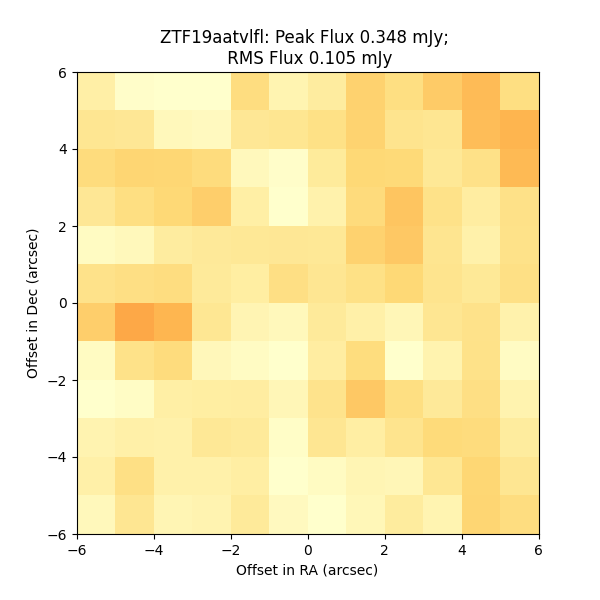 ZTF19aatvlfl: Peak Flux 0.348 mJy;
RMS Flux 0.105 mJy
6
4
2
0
−2
−4
−6
Offset in Dec (arcsec)
−6 −4 −2 0 2 4 6
Offset in RA (arcsec)